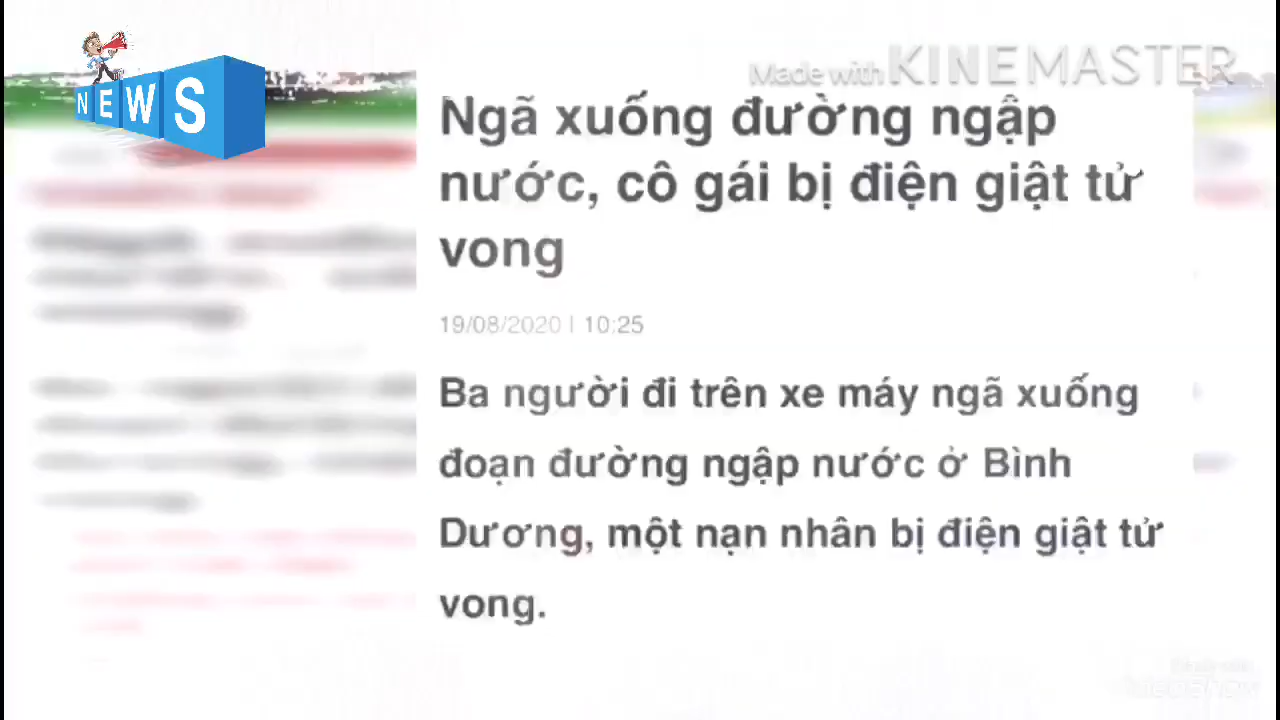 NEWS
Made with KINEMASTER
Ngã xuống đường ngập
nước, cô gái bị điện giật tử
vong
19/08/2020 | 10:25
Ba người đi trên xe máy ngã xuống
đoạn đường ngập nước ở Bình
Dương, một nạn nhân bị điện giật tử
vong.